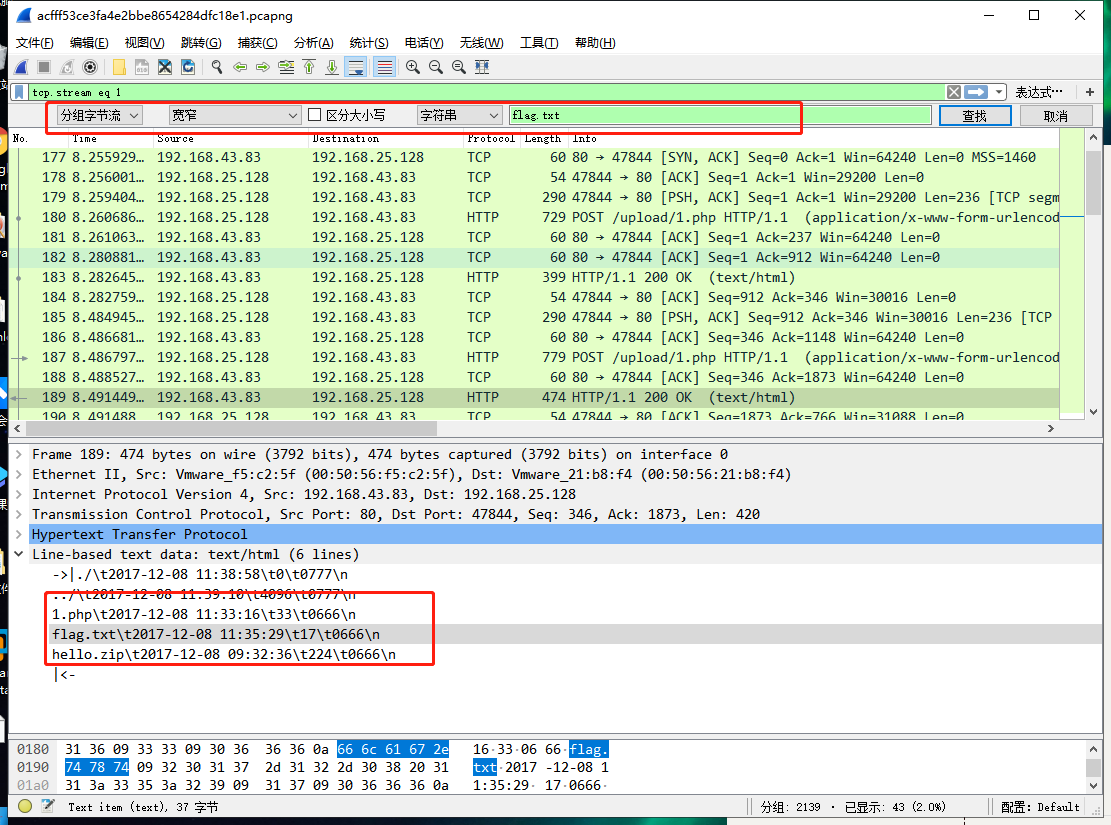 acfff53ce3fa4e2bbe8654284dfc18e1.pcapng
文件(F) 编辑(E) 视图(V) 跳转(G) 捕获(C) 分析(A) 统计(S) 电话(Y) 无线(W) 工具(T) 帮助(H)
tcp.stream eq 1 表达式…
分组字节流 宽窄 区分大小写 字符串 flag.txt 查找 取消
No. Time Source Destination Protocol Length Info
177 8.255929… 192.168.43.83 192.168.25.128 TCP 60 80 → 47844 [SYN, ACK] Seq=0 Ack=1 Win=64240 Len=0 MSS=1460
178 8.256001… 192.168.25.128 192.168.43.83 TCP 54 47844 → 80 [ACK] Seq=1 Ack=1 Win=29200 Len=0
179 8.259404… 192.168.25.128 192.168.43.83 TCP 290 47844 → 80 [PSH, ACK] Seq=1 Ack=1 Win=29200 Len=236 [TCP segm
180 8.260686… 192.168.25.128 192.168.43.83 HTTP 729 POST /upload/1.php HTTP/1.1 (application/x-www-form-urlencod
181 8.261063… 192.168.43.83 192.168.25.128 TCP 60 80 → 47844 [ACK] Seq=1 Ack=237 Win=64240 Len=0
182 8.280881… 192.168.43.83 192.168.25.128 TCP 60 80 → 47844 [ACK] Seq=1 Ack=912 Win=64240 Len=0
183 8.282645… 192.168.43.83 192.168.25.128 HTTP 399 HTTP/1.1 200 OK (text/html)
184 8.282759… 192.168.25.128 192.168.43.83 TCP 54 47844 → 80 [ACK] Seq=912 Ack=346 Win=30016 Len=0
185 8.484945… 192.168.25.128 192.168.43.83 TCP 290 47844 → 80 [PSH, ACK] Seq=912 Ack=346 Win=30016 Len=236 [TCP
186 8.486681… 192.168.43.83 192.168.25.128 TCP 60 80 → 47844 [ACK] Seq=346 Ack=1148 Win=64240 Len=0
187 8.486797… 192.168.25.128 192.168.43.83 HTTP 779 POST /upload/1.php HTTP/1.1 (application/x-www-form-urlencod
188 8.488527… 192.168.43.83 192.168.25.128 TCP 60 80 → 47844 [ACK] Seq=346 Ack=1873 Win=64240 Len=0
189 8.491449… 192.168.43.83 192.168.25.128 HTTP 474 HTTP/1.1 200 OK (text/html)
190 8.491488 192.168.25.128 192.168.43.83 TCP 54 47844 → 80 [ACK] Seq=1873 Ack=766 Win=31088 Len=0
Frame 189: 474 bytes on wire (3792 bits), 474 bytes captured (3792 bits) on interface 0
Ethernet II, Src: Vmware_f5:c2:5f (00:50:56:f5:c2:5f), Dst: Vmware_21:b8:f4 (00:50:56:21:b8:f4)
Internet Protocol Version 4, Src: 192.168.43.83, Dst: 192.168.25.128
Transmission Control Protocol, Src Port: 80, Dst Port: 47844, Seq: 346, Ack: 1873, Len: 420
Hypertext Transfer Protocol
Line-based text data: text/html (6 lines)
->|./\t2017-12-08 11:38:58\t0\t0777\n
../\t2017-12-08 11:39:10\t4096\t0777\n
1.php\t2017-12-08 11:33:16\t33\t0666\n
flag.txt\t2017-12-08 11:35:29\t17\t0666\n
hello.zip\t2017-12-08 09:32:36\t224\t0666\n
|<-
0180 31 36 09 33 33 09 30 36 36 36 0a 66 6c 61 67 2e 16·33·06 66·flag.
0190 74 78 74 09 32 30 31 37 2d 31 32 2d 30 38 20 31 txt·2017 -12-08 1
01a0 31 3a 33 35 3a 32 39 09 31 37 09 30 36 36 36 0a 1:35:29· 17·0666·
Text item (text), 37 字节 分组: 2139 · 已显示: 43 (2.0%) 配置: Default